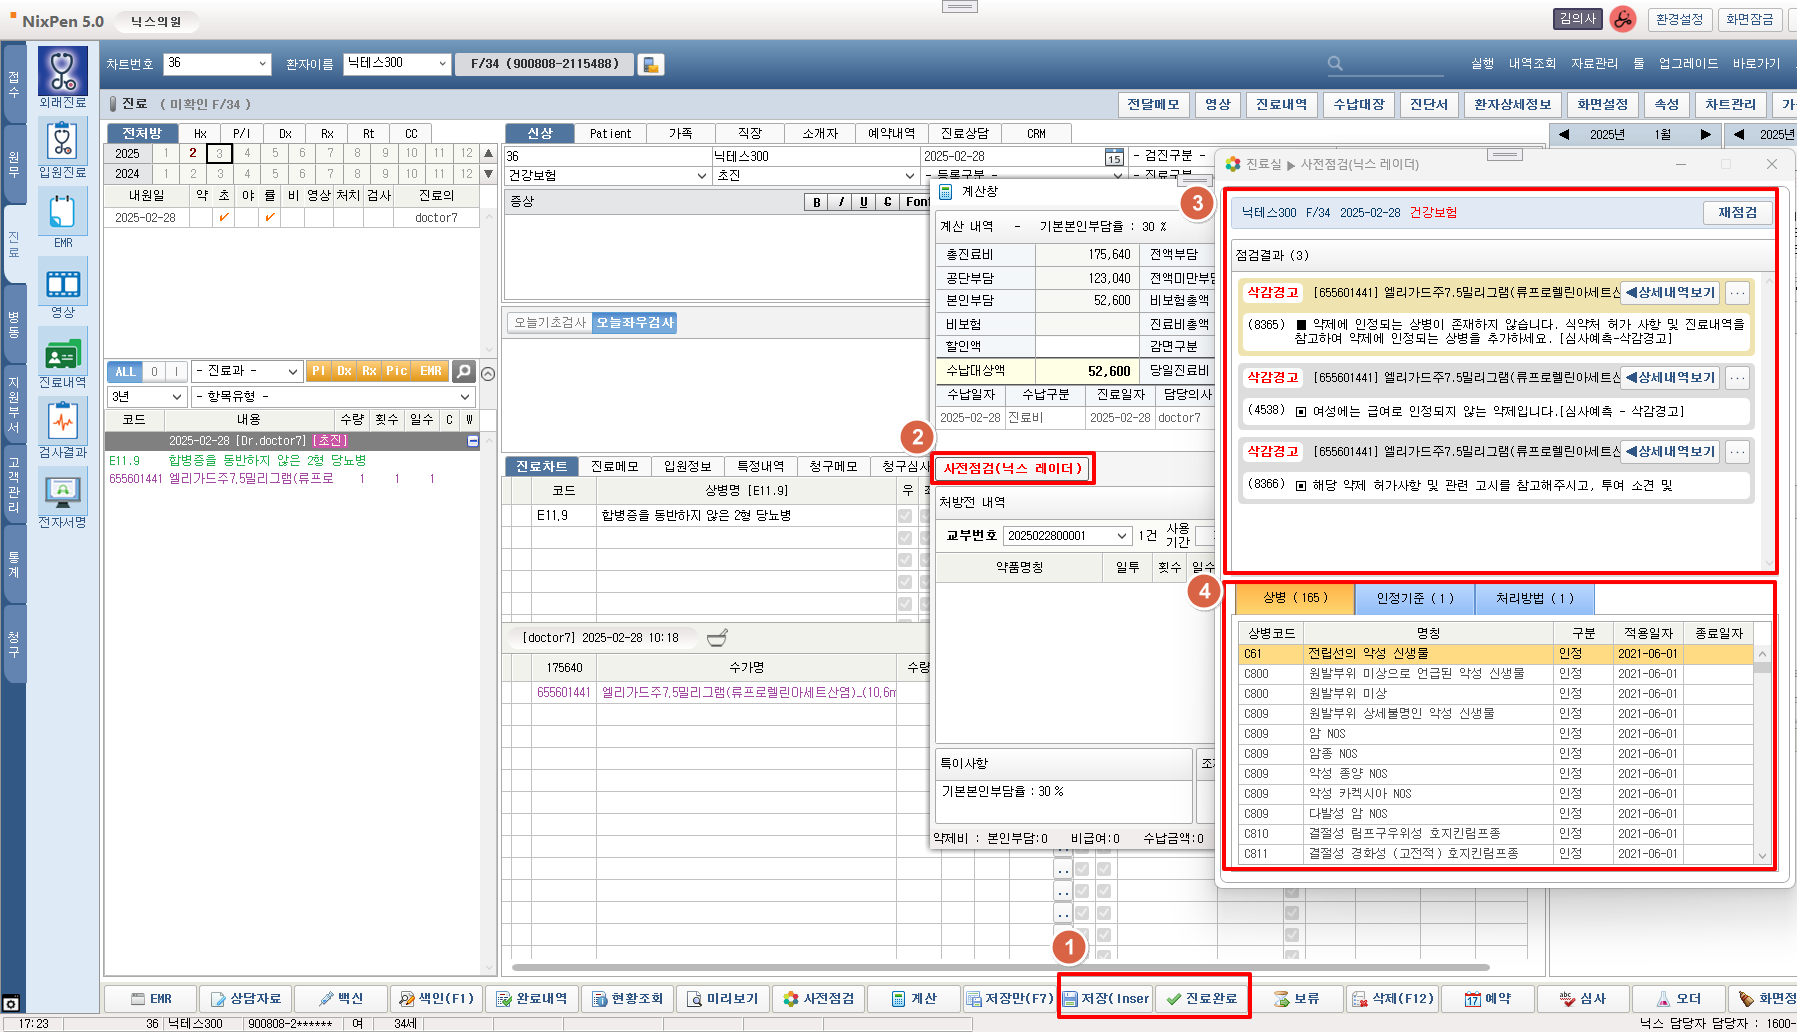 NixPen 5.0 닉스의원 김의사 환경설정 화면잠금
차트번호 36 환자이름 닉테스300 F/34 (900808-2115488) 실행 내역조회 자료관리 툴 업그레이드 바로가기
진료 ( 미확인 F/34 ) 전달메모 영상 진료내역 수납대장 진단서 환자상세정보 화면설정 속성 차트관리
접수
원무
진료
병동
지원부서
고객관리
통계
청구
외래진료
입원진료
EMR
영상
진료내역
검사결과
전자서명
전처방 Hx P/I Dx Rx Rt CC
2025 1 2 3 4 5 6 7 8 9 10 11 12
2024 1 2 3 4 5 6 7 8 9 10 11 12
내원일 약 초 야 률 비 영상 처치 검사 진료의
2025-02-28 doctor7
ALL O I - 진료과 - PI Dx Rx Pic EMR
3년 - 항목유형 -
코드 내용 수량 횟수 일수 C W
2025-02-28 [Dr.doctor7] [초진]
E11.9 합병증을 동반하지 않은 2형 당뇨병
655601441 엘리가드주7.5밀리그램(류프로 1 1 1
신상 Patient 가족 직장 소개자 예약내역 진료상담 CRM
36 닉테스300 2025-02-28 15 - 검진구분 -
건강보험 초진 - 등록구분 - - 진료구분
증상 B I U C Font
오늘기초검사 오늘좌우검사
진료차트 진료메모 입원정보 특정내역 청구메모 청구심사
코드 상병명 [E11.9] 우 좌
E11.9 합병증을 동반하지 않은 2형 당뇨병
[doctor7] 2025-02-28 10:18
175640 수가명 수량
655601441 엘리가드주7.5밀리그램(류프로렐린아세트산염)_(10.6m
2025년 1월 2025년
계산창
계산 내역 - 기본본인부담율 : 30 %
총진료비 175,640 전액부담
공단부담 123,040 전액미만부담
본인부담 52,600 비보험총액
비보험 진료비총액
할인액 감면구분
수납대상액 52,600 당일진료비
수납일자 수납구분 진료일자 담당의사
2025-02-28 진료비 2025-02-28 doctor7
2
사전점검(닉스 레이더)
처방전 내역
교부번호 2025022800001 1건 사용기간
약품명칭 일투 횟수 일수
특이사항
기본본인부담율 : 30 %
약제비 : 본인부담:0 비급여:0 수납금액:0
3
진료실 ▶ 사전점검(닉스 레이더)
닉테스300 F/34 2025-02-28 건강보험 재점검
점검결과 (3)
삭감경고 [655601441] 엘리가드주7.5밀리그램(류프로렐린아세트산 ◀상세내역보기 ...
(8365) ■ 약제에 인정되는 상병이 존재하지 않습니다. 식약처 허가 사항 및 진료내역을
참고하여 약제에 인정되는 상병을 추가하세요. [심사예측-삭감경고]
삭감경고 [655601441] 엘리가드주7.5밀리그램(류프로렐린아세트산 ◀상세내역보기 ...
(4538) ▣ 여성에는 급여로 인정되지 않는 약제입니다.[심사예측 - 삭감경고]
삭감경고 [655601441] 엘리가드주7.5밀리그램(류프로렐린아세트산 ◀상세내역보기 ...
(8366) ▣ 해당 약제 허가사항 및 관련 고시를 참고해주시고, 투여 소견 및
4
상병 ( 165 ) 인정기준 ( 1 ) 처리방법 ( 1 )
상병코드 명칭 구분 적용일자 종료일자
C61 전립선의 악성 신생물 인정 2021-06-01
C800 원발부위 미상으로 언급된 악성 신생물 인정 2021-06-01
C800 원발부위 미상 인정 2021-06-01
C809 원발부위 상세불명인 악성 신생물 인정 2021-06-01
C809 암 NOS 인정 2021-06-01
C809 암종 NOS 인정 2021-06-01
C809 악성 종양 NOS 인정 2021-06-01
C809 악성 카켁시아 NOS 인정 2021-06-01
C809 다발성 암 NOS 인정 2021-06-01
C810 결절성 림프구우위성 호지킨림프종 인정 2021-06-01
C811 결절성 경화성 (고전적) 호지킨림프종 인정 2021-06-01
1
EMR 상담자료 백신 색인(F1) 완료내역 현황조회 미리보기 사전점검 계산 저장만(F7) 저장(Inser 진료완료 보류 삭제(F12) 예약 심사 오더 화면정
17:23 36 닉테스300 900808-2****** 여 34세 닉스 담당자 담당자 : 1600-